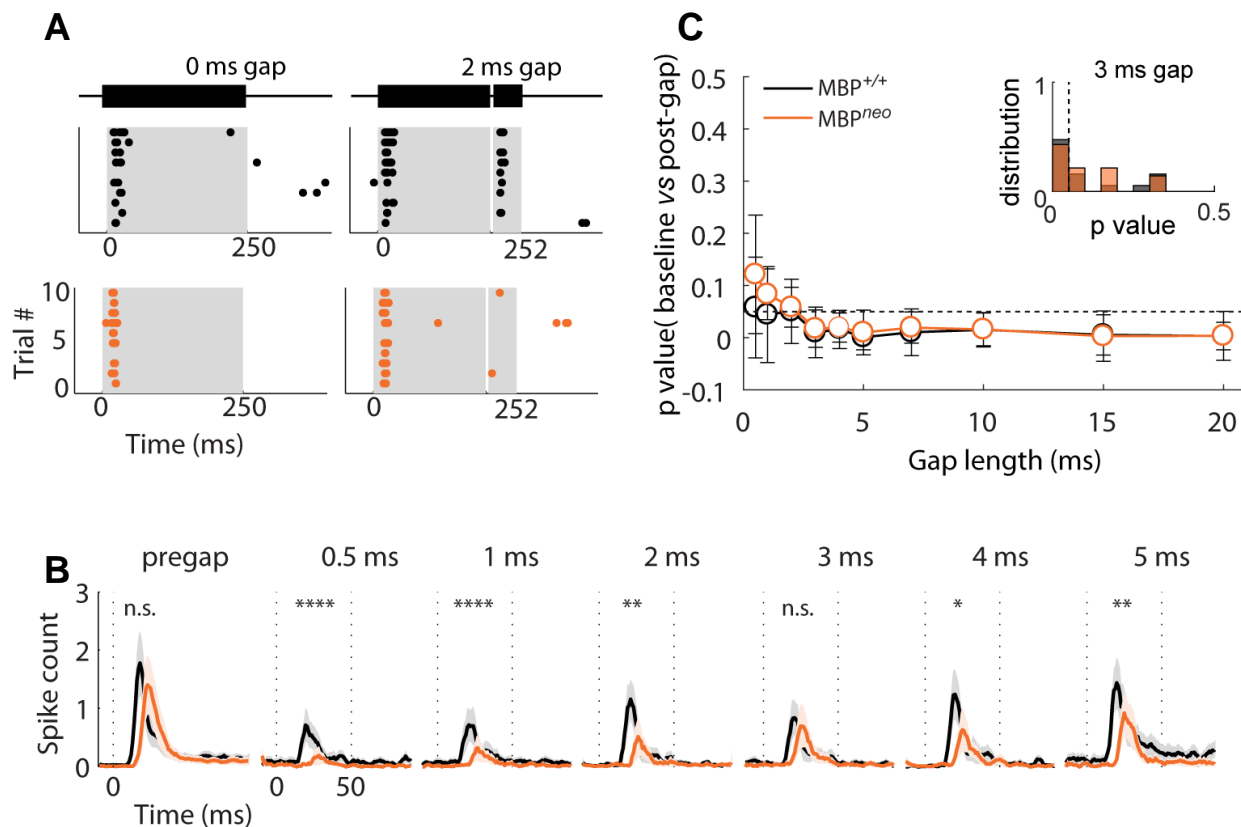 A
0 ms gap
2 ms gap
0
250
0
252
Trial #
10
5
0
0
250
0
252
Time (ms)
C
p value( baseline vs post-gap)
0.5
0.4
0.3
0.2
0.1
0
-0.1
MBP+/+
MBPneo
3 ms gap
distribution
1
0
0
0.5
p value
0
5
10
15
20
Gap length (ms)
B
pregap
0.5 ms
1 ms
2 ms
3 ms
4 ms
5 ms
Spike count
3
2
1
0
n.s.
****
****
**
n.s.
*
**
0
0
50
Time (ms)